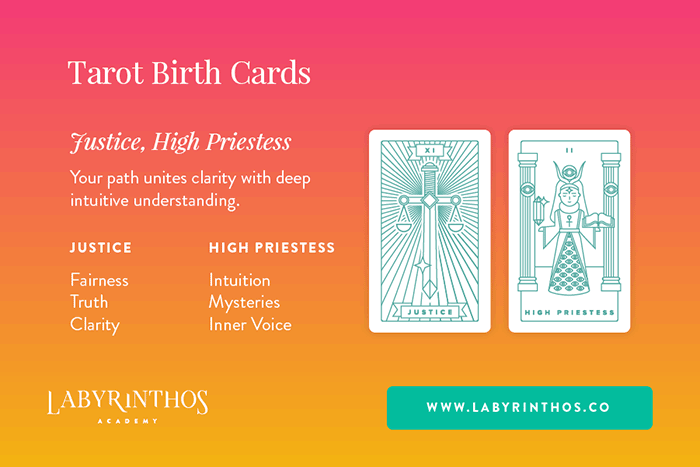 Tarot Birth Cards
Justice, High Priestess
Your path unites clarity with deep
intuitive understanding.
JUSTICE
Fairness
Truth
Clarity
HIGH PRIESTESS
Intuition
Mysteries
Inner Voice
XI
JUSTICE
II
HIGH PRIESTESS
LABYRINTHOS
ACADEMY
WWW.LABYRINTHOS.CO